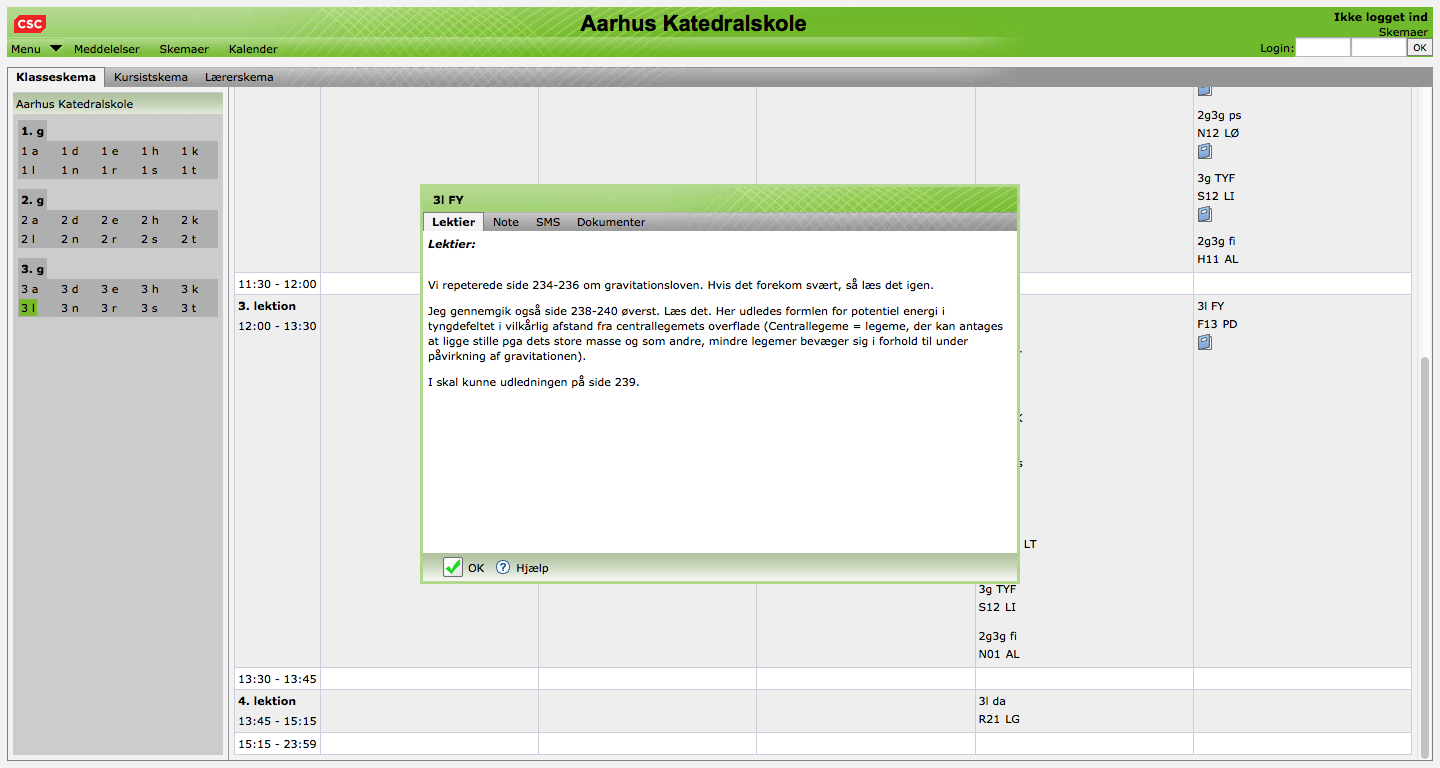 CSC
Aarhus Katedralskole
Ikke logget ind
Skemaer
Menu Meddelelser Skemaer Kalender
Login: OK
Klasseskema Kursistskema Lærerskema
Aarhus Katedralskole
1. g
1 a 1 d 1 e 1 h 1 k
1 l 1 n 1 r 1 s 1 t
2. g
2 a 2 d 2 e 2 h 2 k
2 l 2 n 2 r 2 s 2 t
3. g
3 a 3 d 3 e 3 h 3 k
3 l 3 n 3 r 3 s 3 t
2g3g ps
N12 LØ
3g TYF
S12 LI
2g3g fi
H11 AL
11:30 - 12:00
3. lektion
12:00 - 13:30
3l FY
F13 PD
3l FY
Lektier Note SMS Dokumenter
Lektier:
Vi repeterede side 234-236 om gravitationsloven. Hvis det forekom svært, så læs det igen.
Jeg gennemgik også side 238-240 øverst. Læs det. Her udledes formlen for potentiel energi i
tyngdefeltet i vilkårlig afstand fra centrallegemets overflade (Centrallegeme = legeme, der kan antages
at ligge stille pga dets store masse og som andre, mindre legemer bevæger sig i forhold til under
påvirkning af gravitationen).
I skal kunne udledningen på side 239.
OK Hjælp
LT
3g TYF
S12 LI
2g3g fi
N01 AL
13:30 - 13:45
4. lektion
13:45 - 15:15
3l da
R21 LG
15:15 - 23:59